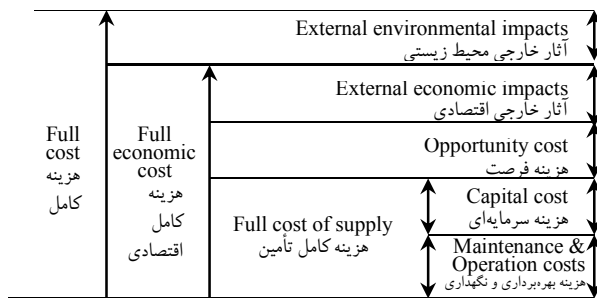 External environmental impacts
آثار خارجی محیط زیستی
External economic impacts
آثار خارجی اقتصادی
Opportunity cost
هزینه فرصت
Capital cost
هزینه سرمایه‌ای
Maintenance &
Operation costs
هزینه بهره‌برداری و نگهداری
Full cost of supply
هزینه کامل تأمین
Full
economic
cost
هزینه
کامل
اقتصادی
Full
cost
هزینه
کامل